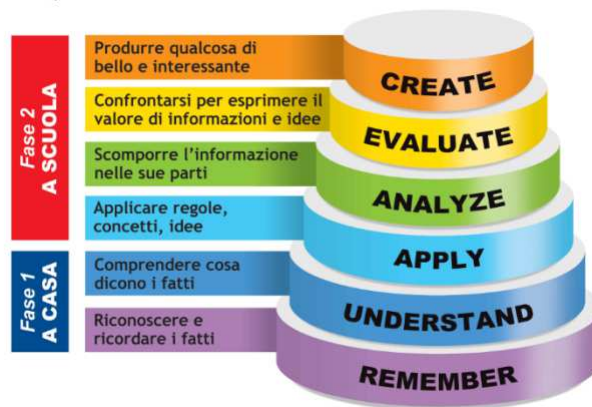 Fase 2
A SCUOLA
Produrre qualcosa di
bello e interessante
CREATE
Confrontarsi per esprimere il
valore di informazioni e idee
EVALUATE
Scomporre l'informazione
nelle sue parti
ANALYZE
Applicare regole,
concetti, idee
APPLY
Fase 1
A CASA
Comprendere cosa
dicono i fatti
UNDERSTAND
Riconoscere e
ricordare i fatti
REMEMBER